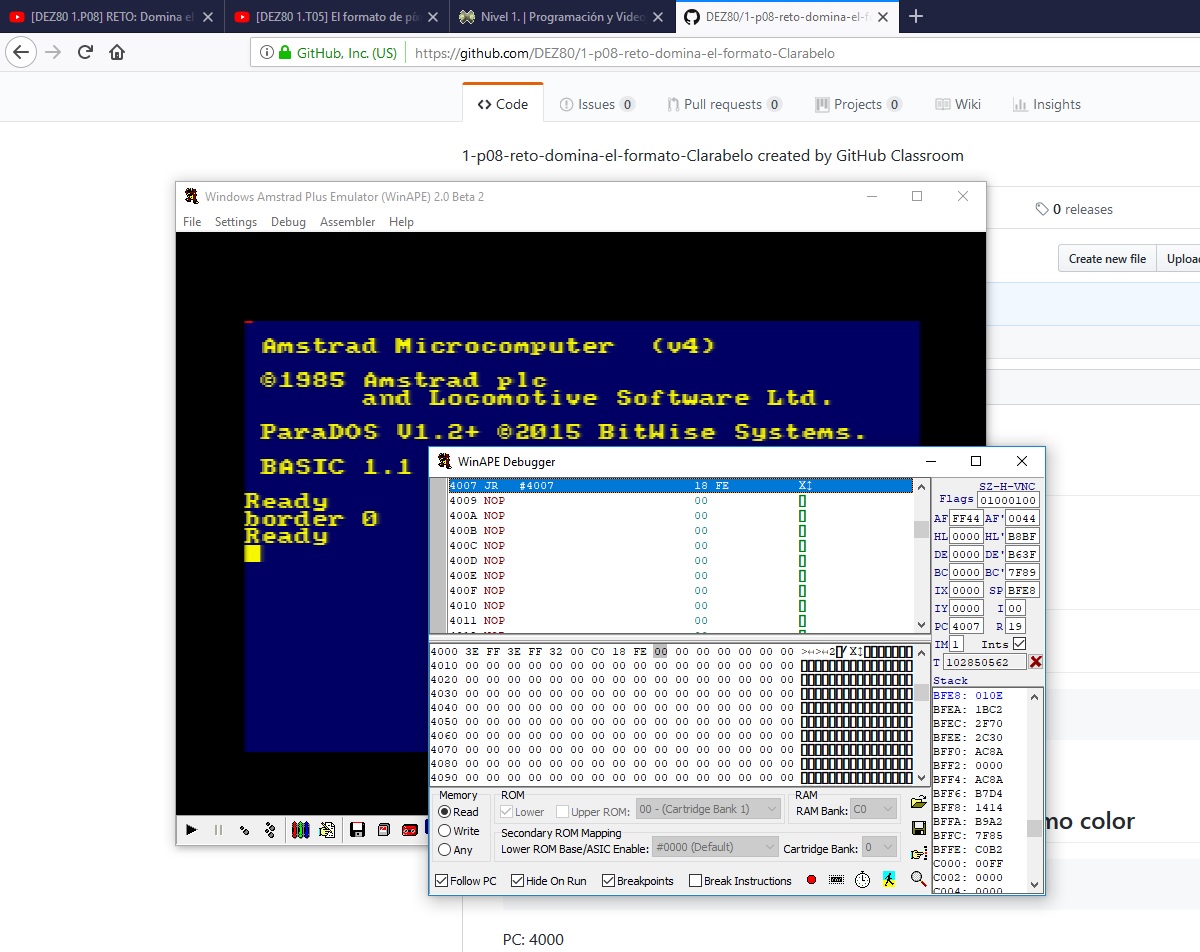 [DEZ80 1.P08] RETO: Domina el
[DEZ80 1.T05] El formato de píx
Nivel 1. | Programación y Video
DEZ80/1-p08-reto-domina-el-fo
GitHub, Inc. (US)
https://github.com/DEZ80/1-p08-reto-domina-el-formato-Clarabelo
Code
Issues 0
Pull requests 0
Projects 0
Wiki
Insights
1-p08-reto-domina-el-formato-Clarabelo created by GitHub Classroom
0 releases
Create new file
Upload
Windows Amstrad Plus Emulator (WinAPE) 2.0 Beta 2
File Settings Debug Assembler Help
Amstrad Microcomputer (v4)
©1985 Amstrad plc
and Locomotive Software Ltd.
ParaDOS V1.2+ ©2015 BitWise Systems.
BASIC 1.1
Ready
border 0
Ready
WinAPE Debugger
4007 JR #4007 18 FE X↕
4009 NOP 00 []
400A NOP 00 []
400B NOP 00 []
400C NOP 00 []
400D NOP 00 []
400E NOP 00 []
400F NOP 00 []
4010 NOP 00 []
4011 NOP 00 []
SZ-H-VNC
Flags 01000100
AF FF44 AF' 0044
HL 0000 HL' B8BF
DE 0000 DE' B63F
BC 0000 BC' 7F89
IX 0000 SP BFE8
IY 0000 I 00
PC 4007 R 19
IM 1 Ints
T 102850562
Stack
BFE8: 010E
BFEA: 1BC2
BFEC: 2F70
BFEE: 2C30
BFF0: AC8A
BFF2: 0000
BFF4: AC8A
BFF6: B7D4
BFF8: 1414
BFFA: B9A2
BFFC: 7F85
BFFE: C0B2
C000: 00FF
C002: 0000
C004: 0000
4000 3E FF 3E FF 32 00 C0 18 FE 00 00 00 00 00 00 00
4010 00 00 00 00 00 00 00 00 00 00 00 00 00 00 00 00
4020 00 00 00 00 00 00 00 00 00 00 00 00 00 00 00 00
4030 00 00 00 00 00 00 00 00 00 00 00 00 00 00 00 00
4040 00 00 00 00 00 00 00 00 00 00 00 00 00 00 00 00
4050 00 00 00 00 00 00 00 00 00 00 00 00 00 00 00 00
4060 00 00 00 00 00 00 00 00 00 00 00 00 00 00 00 00
4070 00 00 00 00 00 00 00 00 00 00 00 00 00 00 00 00
4080 00 00 00 00 00 00 00 00 00 00 00 00 00 00 00 00
4090 00 00 00 00 00 00 00 00 00 00 00 00 00 00 00 00
Memory
Read
Write
Any
ROM
Lower Upper ROM: 00 - (Cartridge Bank 1)
RAM
RAM Bank: C0
Secondary ROM Mapping
Lower ROM Base/ASIC Enable: #0000 (Default) Cartridge Bank: 0
Follow PC Hide On Run Breakpoints Break Instructions
mo color
PC: 4000